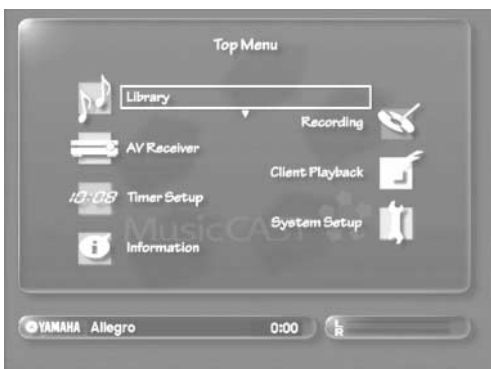 Top Menu
Library
Recording
AV Receiver
Client Playback
10:08 Timer Setup
System Setup
MusicCAST
Information
YAMAHA Allegro 0:00 L
R